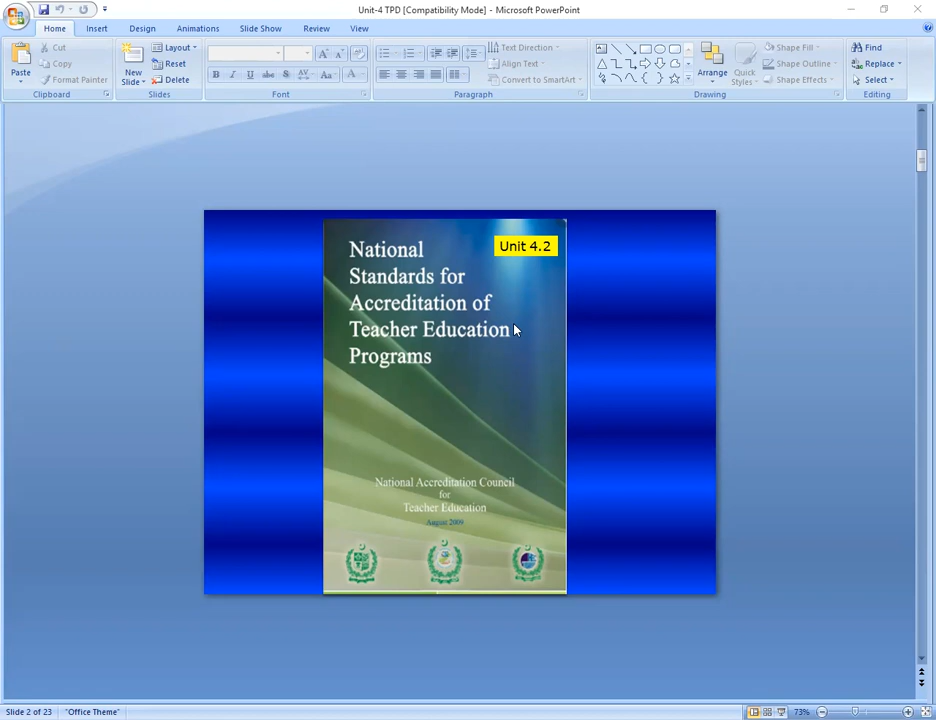 Unit-4 TPD [Compatibility Mode] - Microsoft PowerPoint
Home Insert Design Animations Slide Show Review View
Paste
Cut
Copy
Format Painter
Clipboard
New
Slide
Layout
Reset
Delete
Slides
B I U abc S AV Aa A
Font
Text Direction
Align Text
Convert to SmartArt
Paragraph
Arrange
Quick
Styles
Shape Fill
Shape Outline
Shape Effects
Drawing
Find
Replace
Select
Editing
Unit 4.2
National
Standards for
Accreditation of
Teacher Education
Programs
National Accreditation Council
for
Teacher Education
August 2009
Slide 2 of 23 "Office Theme" 73%